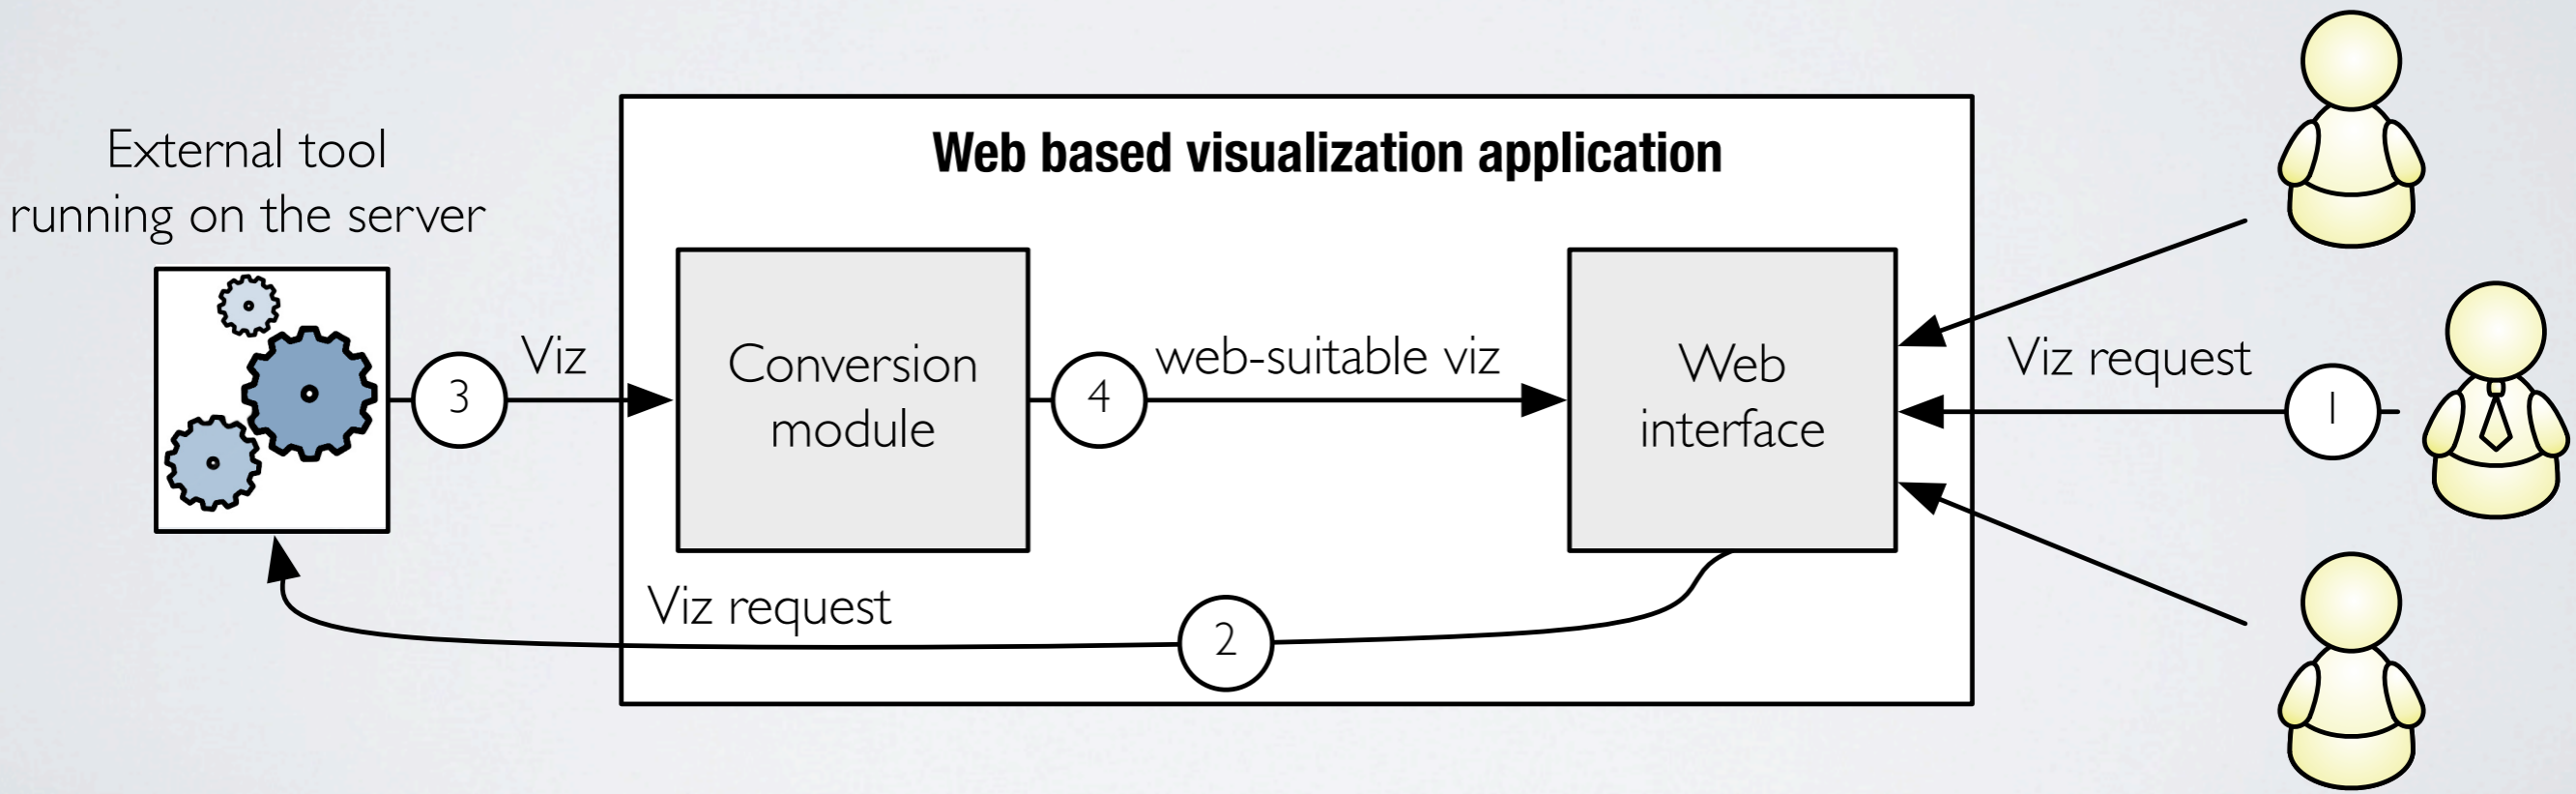 Web based visualization application
External tool
running on the server
3
Viz
Conversion
module
4
web-suitable viz
Web
interface
Viz request
1
Viz request
2